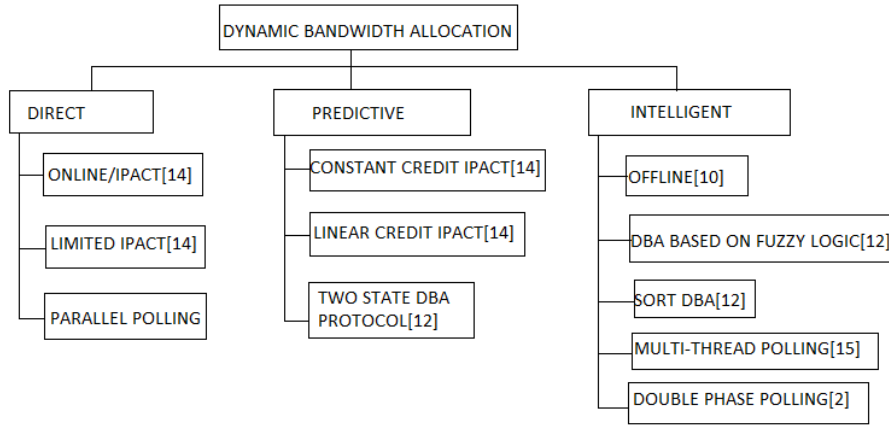 DYNAMIC BANDWIDTH ALLOCATION
DIRECT
ONLINE/IPACT[14]
LIMITED IPACT[14]
PARALLEL POLLING
PREDICTIVE
CONSTANT CREDIT IPACT[14]
LINEAR CREDIT IPACT[14]
TWO STATE DBA
PROTOCOL[12]
INTELLIGENT
OFFLINE[10]
DBA BASED ON FUZZY LOGIC[12]
SORT DBA[12]
MULTI-THREAD POLLING[15]
DOUBLE PHASE POLLING[2]